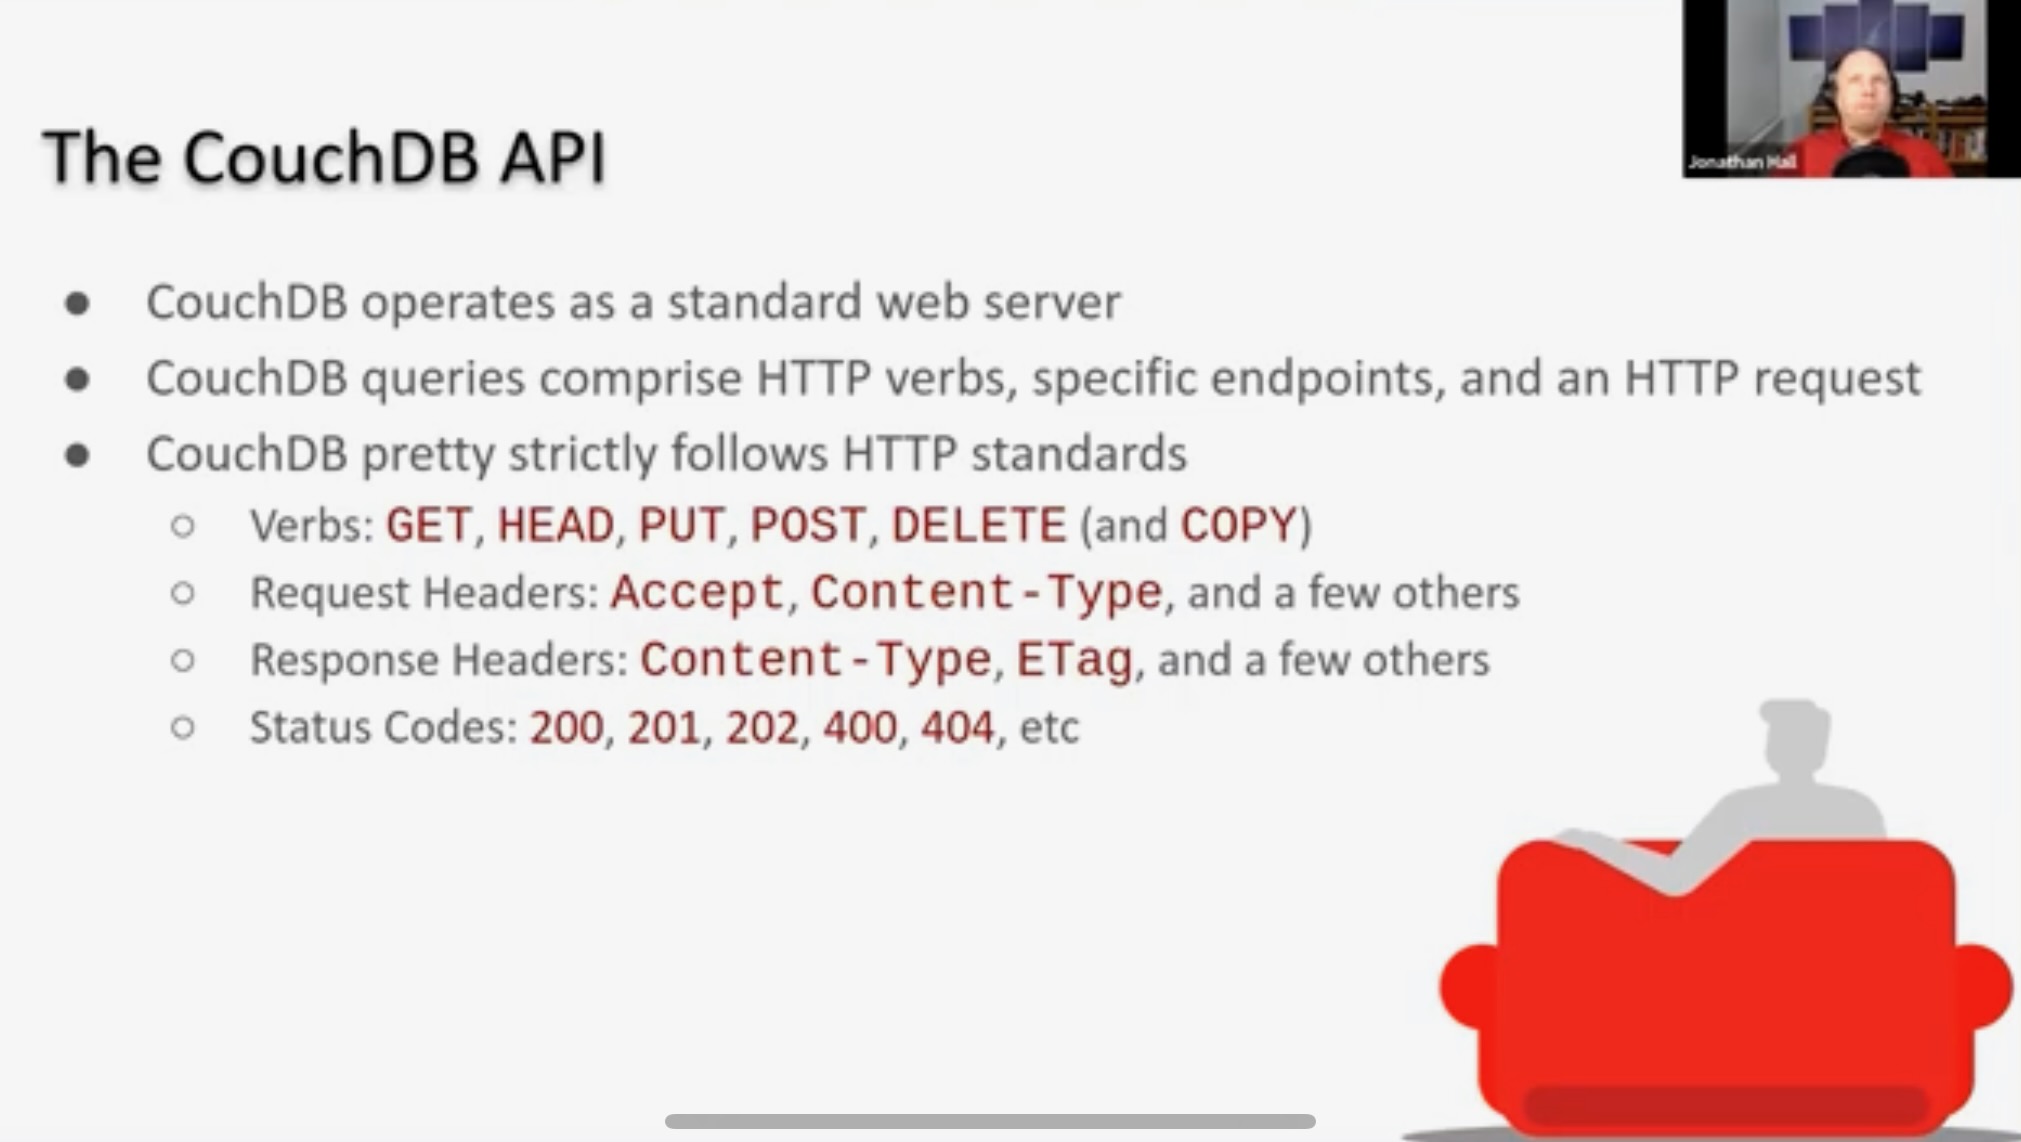 Jonathan Hall
The CouchDB API
● CouchDB operates as a standard web server
● CouchDB queries comprise HTTP verbs, specific endpoints, and an HTTP request
● CouchDB pretty strictly follows HTTP standards
○ Verbs: GET, HEAD, PUT, POST, DELETE (and COPY)
○ Request Headers: Accept, Content-Type, and a few others
○ Response Headers: Content-Type, ETag, and a few others
○ Status Codes: 200, 201, 202, 400, 404, etc